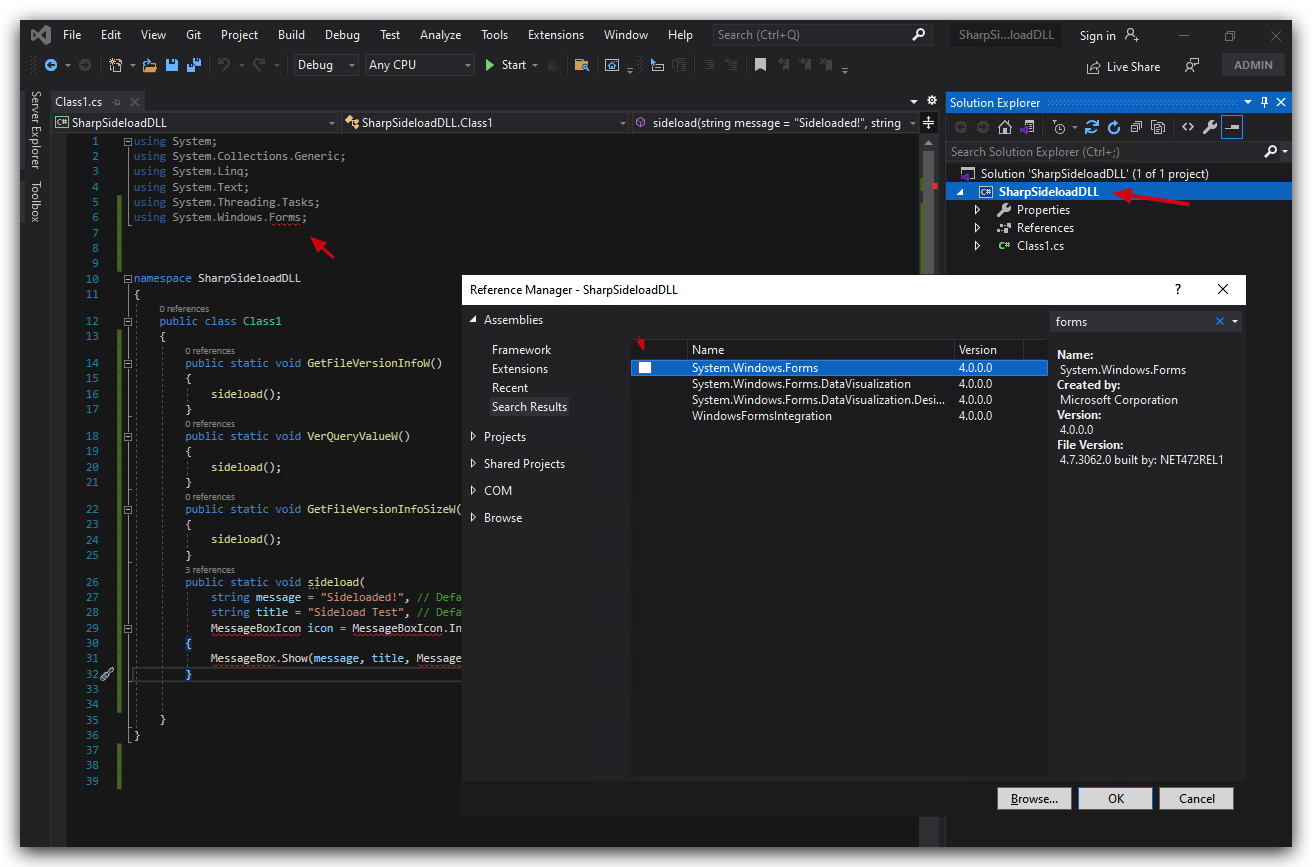 File Edit View Git Project Build Debug Test Analyze Tools Extensions Window Help Search (Ctrl+Q) SharpSi...loadDLL Sign in
Debug Any CPU Start Live Share ADMIN
Server Explorer
Toolbox
Class1.cs
C# SharpSideloadDLL SharpSideloadDLL.Class1 sideload(string message = "Sideloaded!", string
1 using System;
2 using System.Collections.Generic;
3 using System.Linq;
4 using System.Text;
5 using System.Threading.Tasks;
6 using System.Windows.Forms;
7
8
9
10 namespace SharpSideloadDLL
11 {
0 references
12 public class Class1
13 {
0 references
14 public static void GetFileVersionInfoW()
15 {
16 sideload();
17 }
0 references
18 public static void VerQueryValueW()
19 {
20 sideload();
21 }
0 references
22 public static void GetFileVersionInfoSizeW(
23 {
24 sideload();
25 }
3 references
26 public static void sideload(
27 string message = "Sideloaded!", // Defa
28 string title = "Sideload Test", // Defa
29 MessageBoxIcon icon = MessageBoxIcon.In
30 {
31 MessageBox.Show(message, title, Message
32 }
33
34
35 }
36 }
37
38
39
Solution Explorer
Search Solution Explorer (Ctrl+;)
Solution 'SharpSideloadDLL' (1 of 1 project)
C# SharpSideloadDLL
Properties
References
C# Class1.cs
Reference Manager - SharpSideloadDLL ?
Assemblies
Framework
Extensions
Recent
Search Results
Projects
Shared Projects
COM
Browse
Name Version
System.Windows.Forms 4.0.0.0
System.Windows.Forms.DataVisualization 4.0.0.0
System.Windows.Forms.DataVisualization.Desi... 4.0.0.0
WindowsFormsIntegration 4.0.0.0
forms
Name:
System.Windows.Forms
Created by:
Microsoft Corporation
Version:
4.0.0.0
File Version:
4.7.3062.0 built by: NET472REL1
Browse... OK Cancel